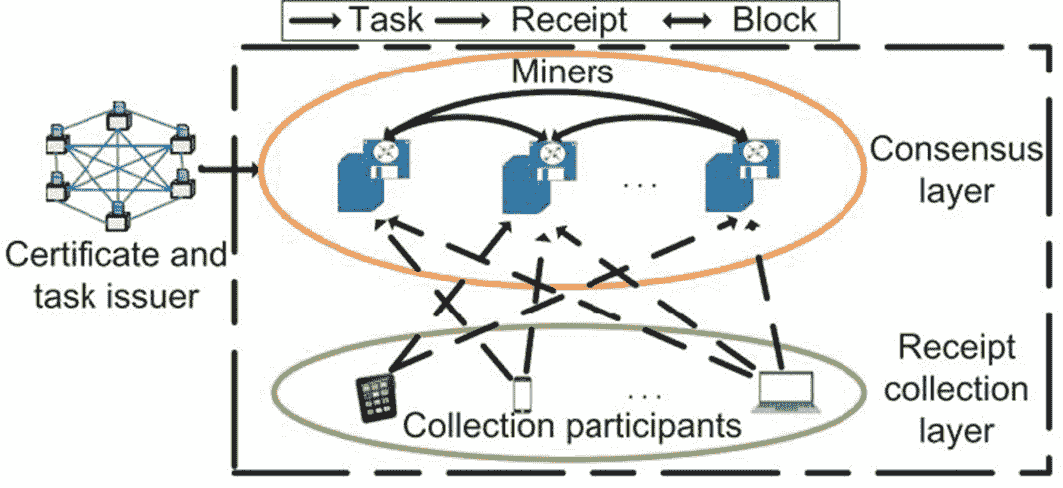 Task Receipt Block
Miners
Consensus
layer
Certificate and
task issuer
Receipt
collection
layer
Collection participants